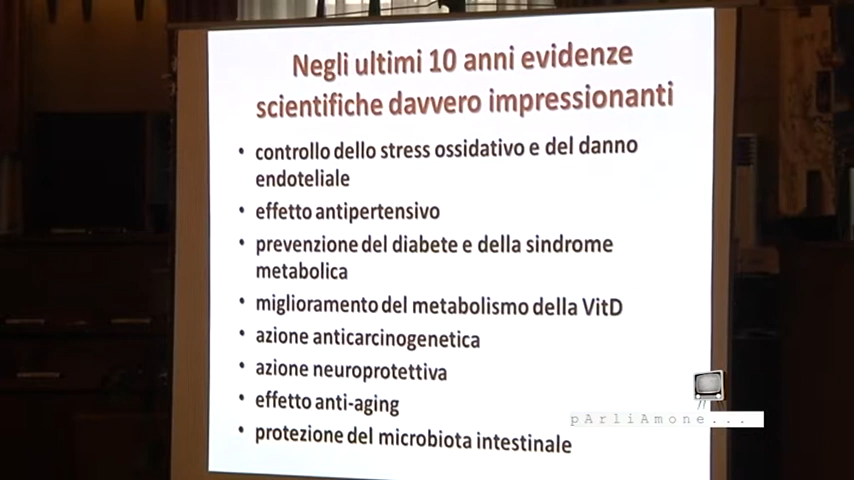 Negli ultimi 10 anni evidenze
scientifiche davvero impressionanti
• controllo dello stress ossidativo e del danno
endoteliale
• effetto antipertensivo
• prevenzione del diabete e della sindrome
metabolica
• miglioramento del metabolismo della VitD
• azione anticarcinogenetica
• azione neuroprotettiva
• effetto anti-aging
• protezione del microbiota intestinale
pArliAmone...